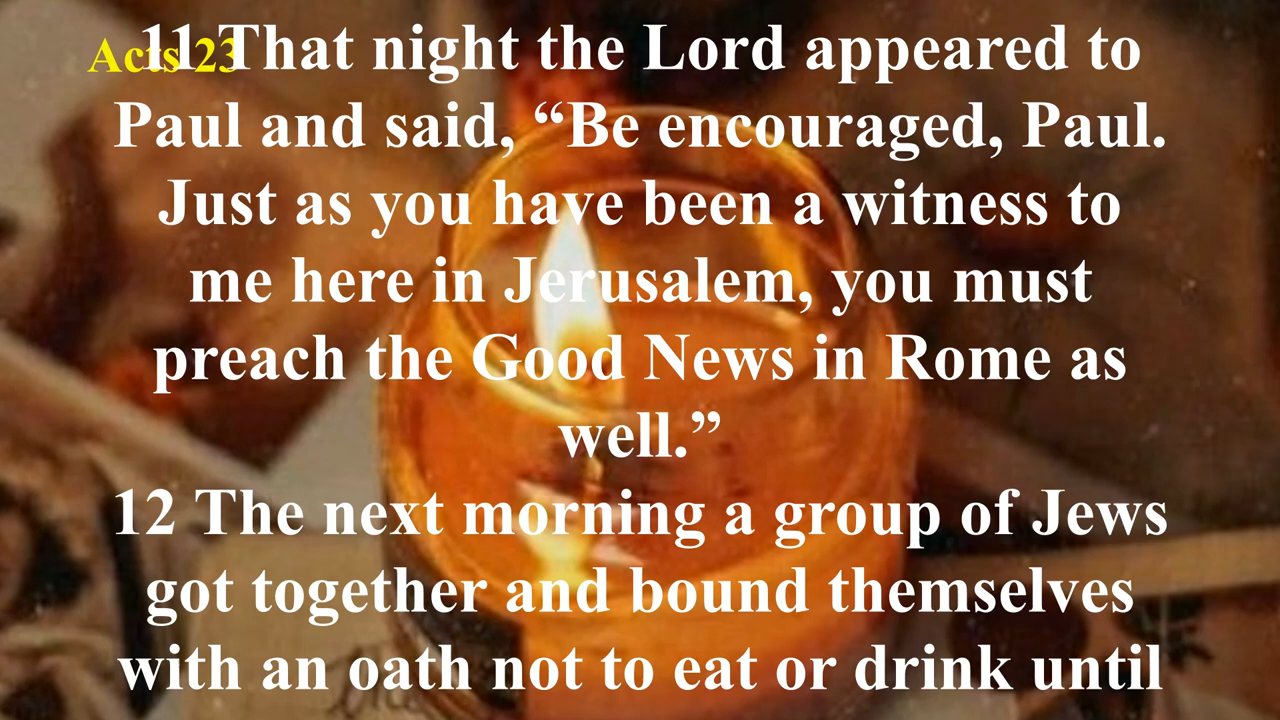 Acts 23
11 That night the Lord appeared to
Paul and said, “Be encouraged, Paul.
Just as you have been a witness to
me here in Jerusalem, you must
preach the Good News in Rome as
well.”
12 The next morning a group of Jews
got together and bound themselves
with an oath not to eat or drink until